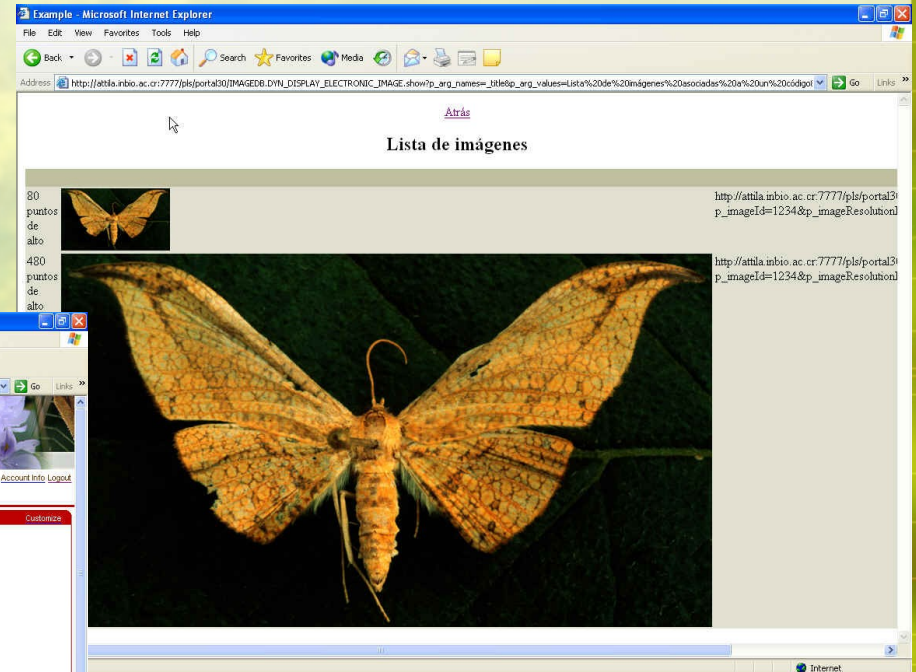 Example - Microsoft Internet Explorer
File Edit View Favorites Tools Help
Back Search Favorites Media
Address http://attila.inbio.ac.cr:7777/pls/portal30/IMAGEDB.DYN_DISPLAY_ELECTRONIC_IMAGE.show?p_arg_names=_title&p_arg_values=Lista%20de%20imágenes%20asociadas%20a%20un%20código Go Links »
Atrás
Lista de imágenes
80 puntos de alto
http://attila.inbio.ac.cr:7777/pls/portal3
p_imageId=1234&p_imageResolution
480 puntos de alto
http://attila.inbio.ac.cr:7777/pls/portal3
p_imageId=1234&p_imageResolution
Go Links »
Account Info Logout
Customize
Internet